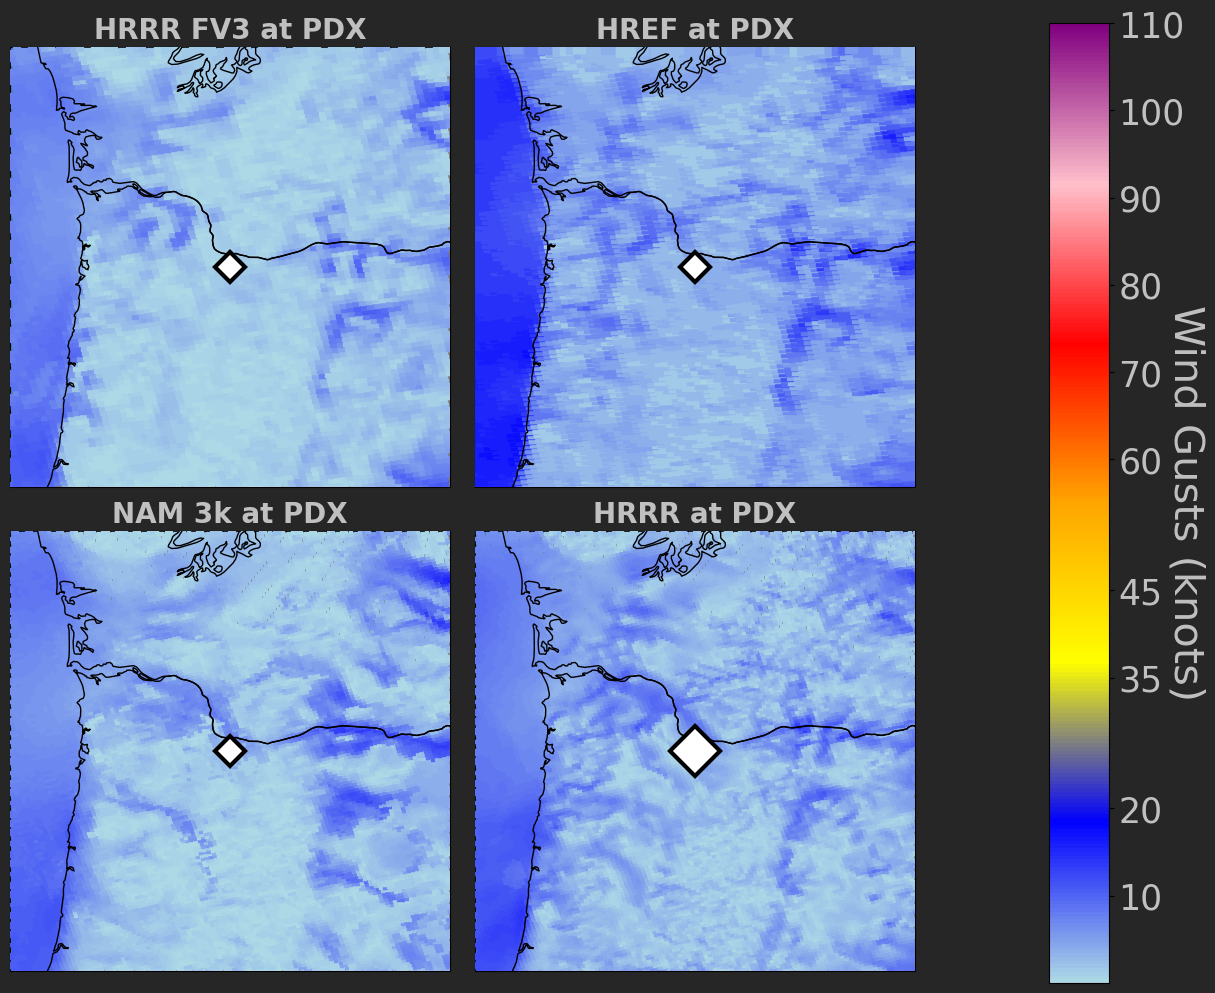 HRRR FV3 at PDX
HREF at PDX
NAM 3k at PDX
HRRR at PDX
110
100
90
80
70
60
45
35
20
10
Wind Gusts (knots)